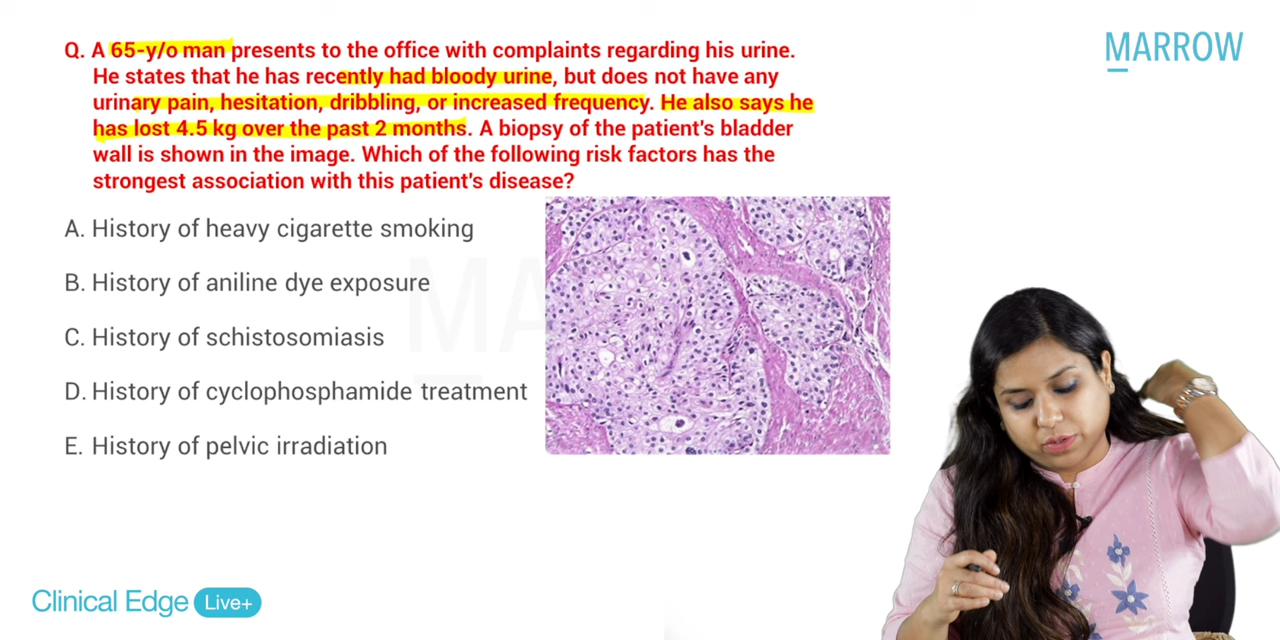 MARROW
Q. A 65-y/o man presents to the office with complaints regarding his urine.
He states that he has recently had bloody urine, but does not have any
urinary pain, hesitation, dribbling, or increased frequency. He also says he
has lost 4.5 kg over the past 2 months. A biopsy of the patient's bladder
wall is shown in the image. Which of the following risk factors has the
strongest association with this patient's disease?
A. History of heavy cigarette smoking
B. History of aniline dye exposure
C. History of schistosomiasis
D. History of cyclophosphamide treatment
E. History of pelvic irradiation
MA
Clinical Edge Live+